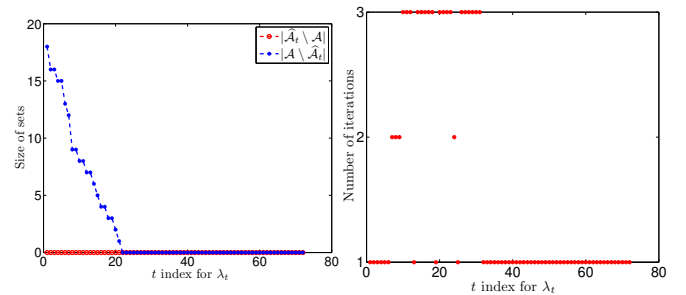 20
15
10
5
0
0 20 40 60 80
Size of sets
t index for λ_t
|Â_t \ A|
|A \ Â_t|
3
2
1
0 20 40 60 80
Number of iterations
t index for λ_t